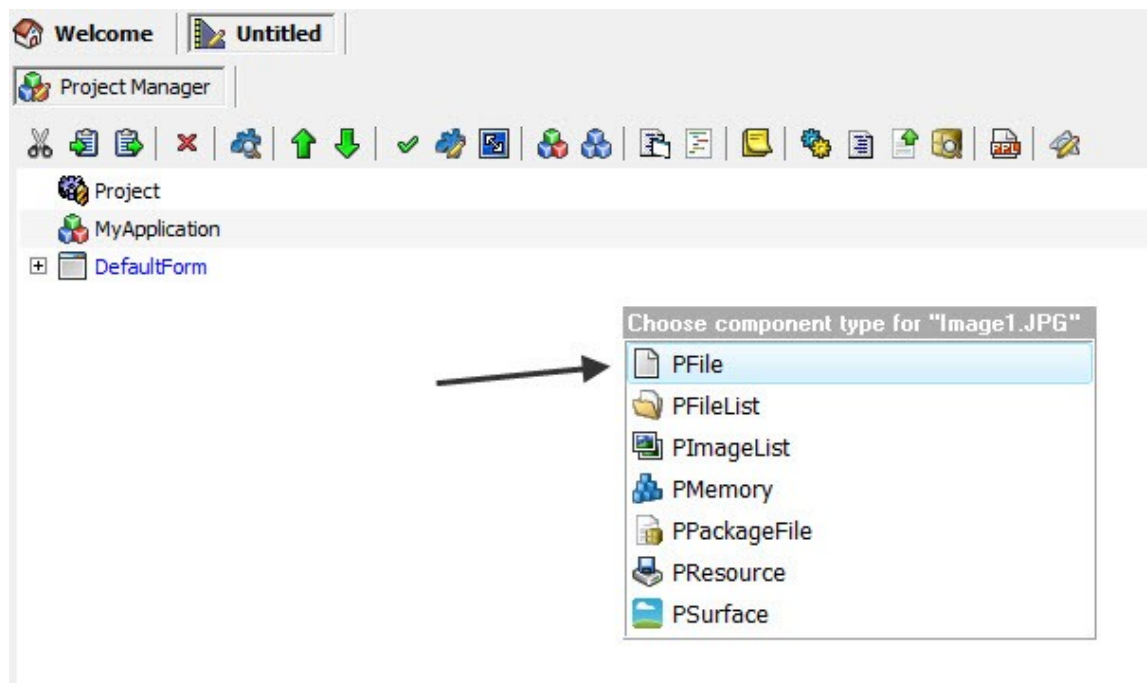 Welcome
Untitled
Project Manager
Project
MyApplication
DefaultForm
Choose component type for "Image1.JPG"
PFile
PFileList
PImageList
PMemory
PPackageFile
PResource
PSurface